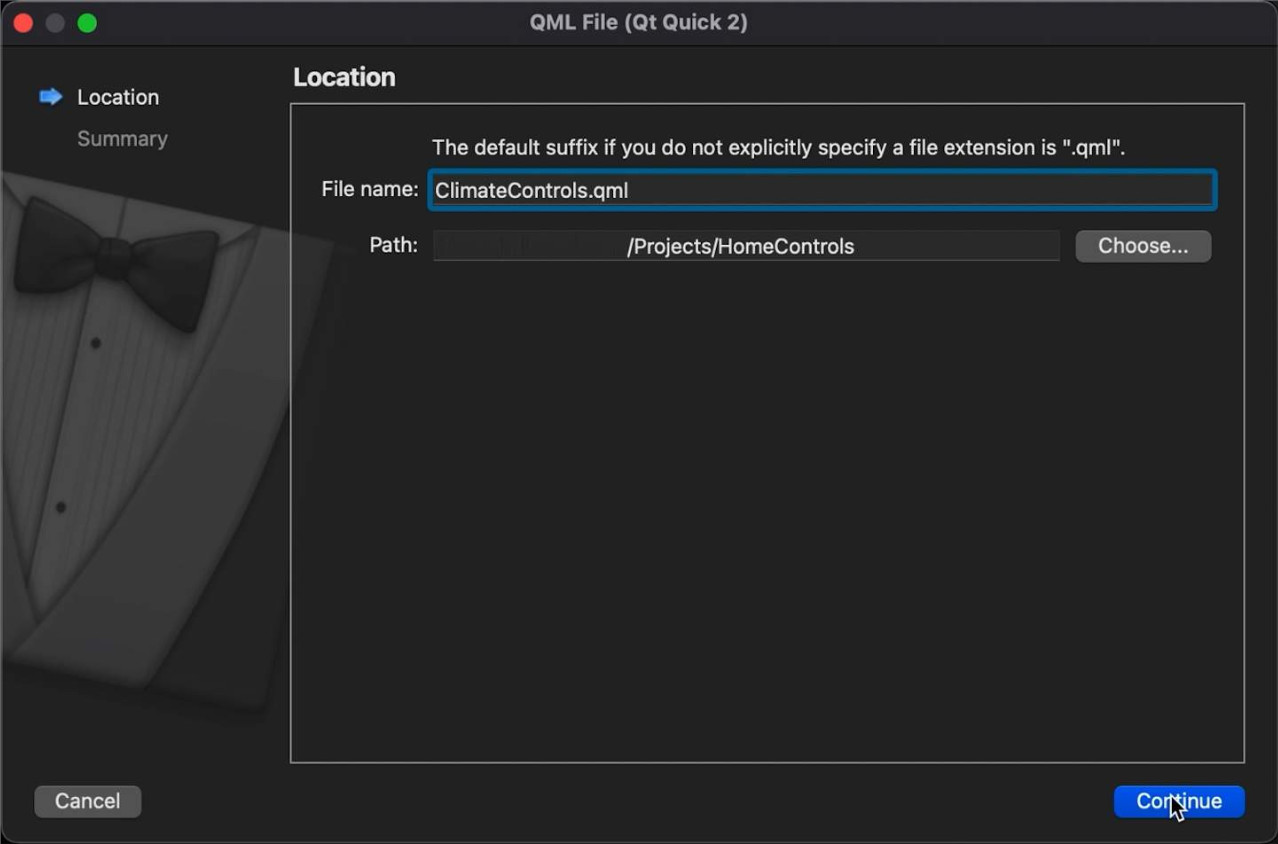 QML File (Qt Quick 2)
Location
Summary
Location
The default suffix if you do not explicitly specify a file extension is ".qml".
File name: ClimateControls.qml
Path: /Projects/HomeControls Choose...
Cancel Continue